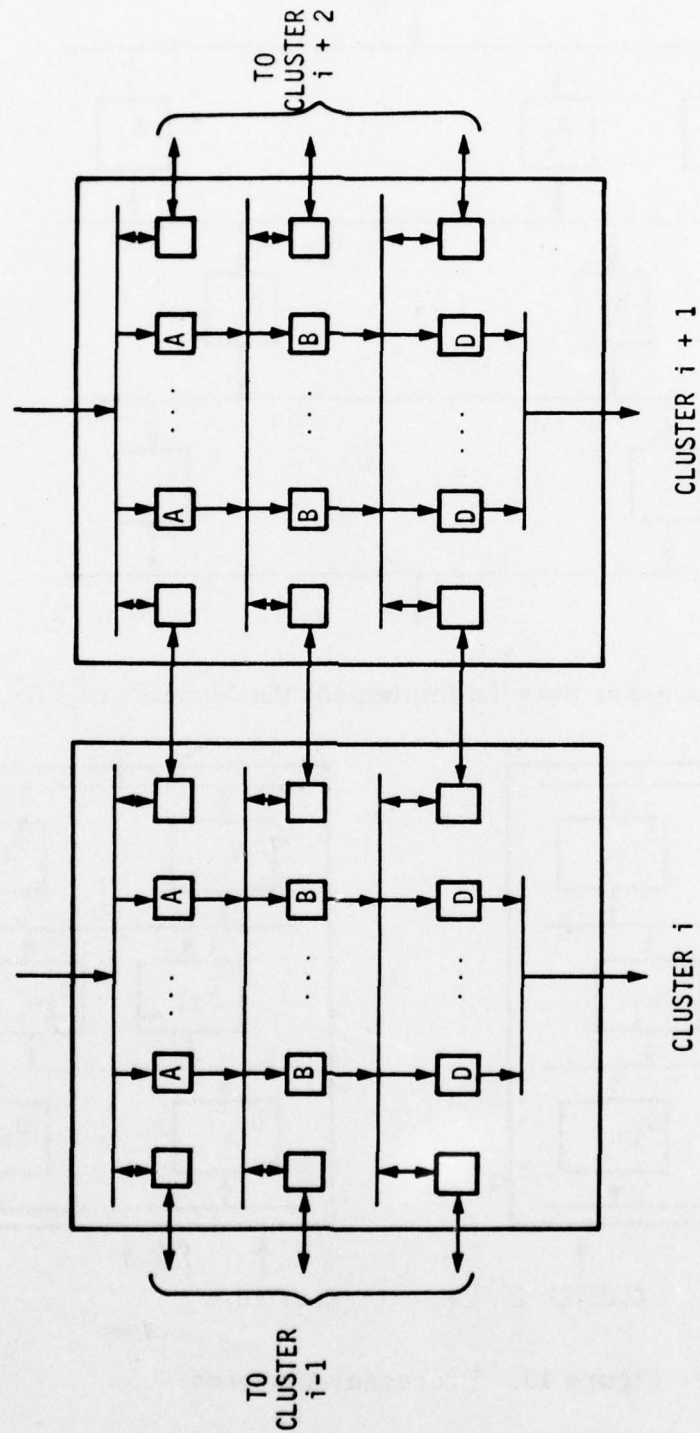 TO
CLUSTER
i-1
TO
CLUSTER
i + 2
A
...
A
B
...
B
D
...
D
A
...
A
B
...
B
D
...
D
CLUSTER i
CLUSTER i + 1